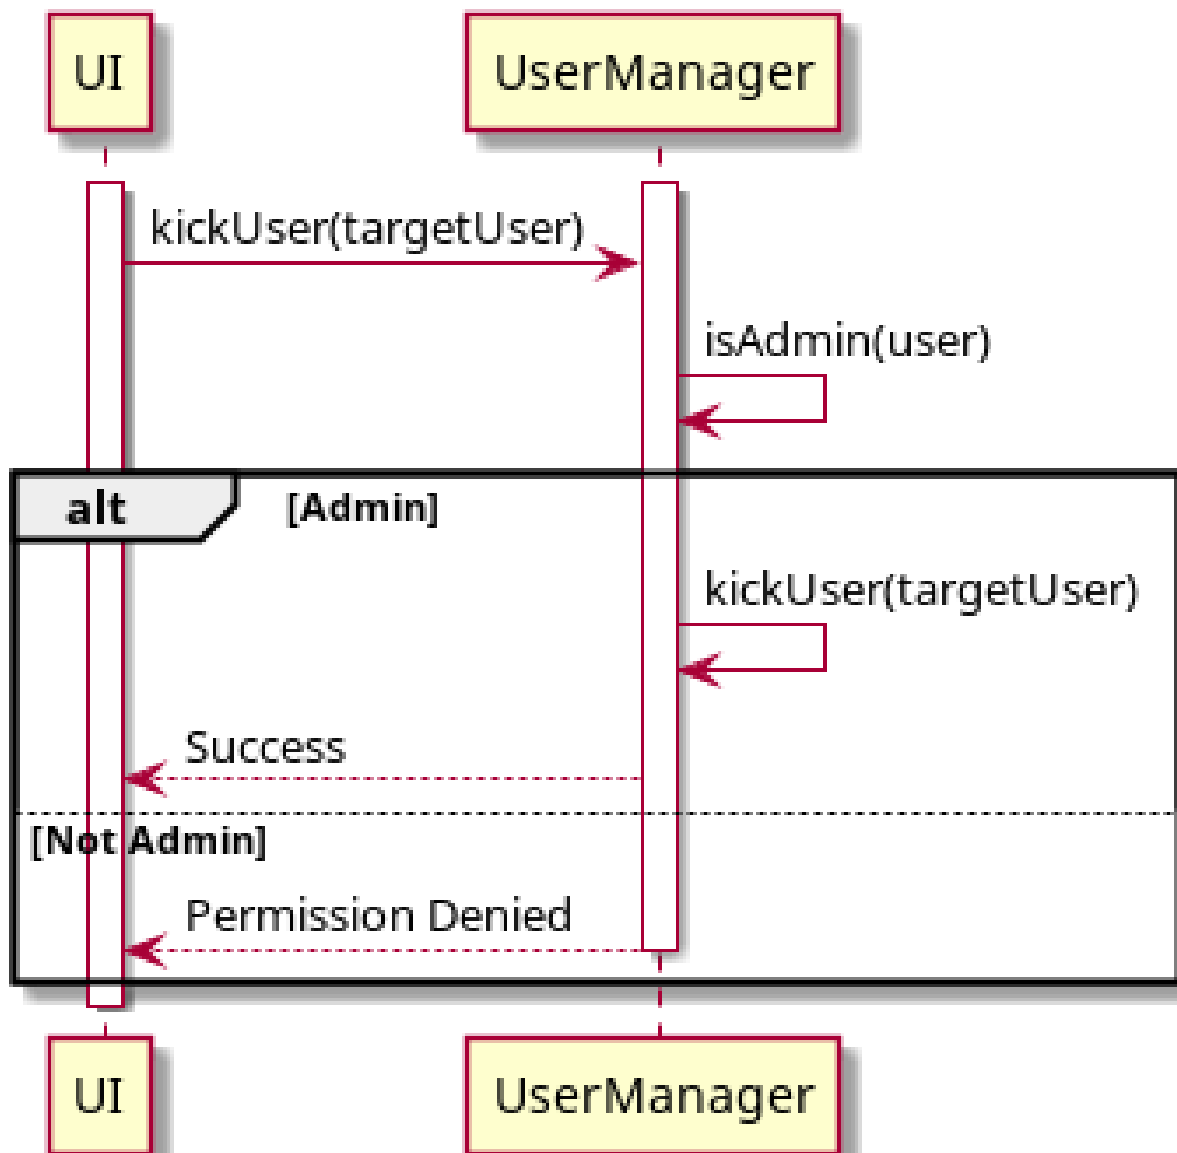 UI
UserManager
kickUser(targetUser)
isAdmin(user)
alt
[Admin]
kickUser(targetUser)
Success
[Not Admin]
Permission Denied
UI
UserManager